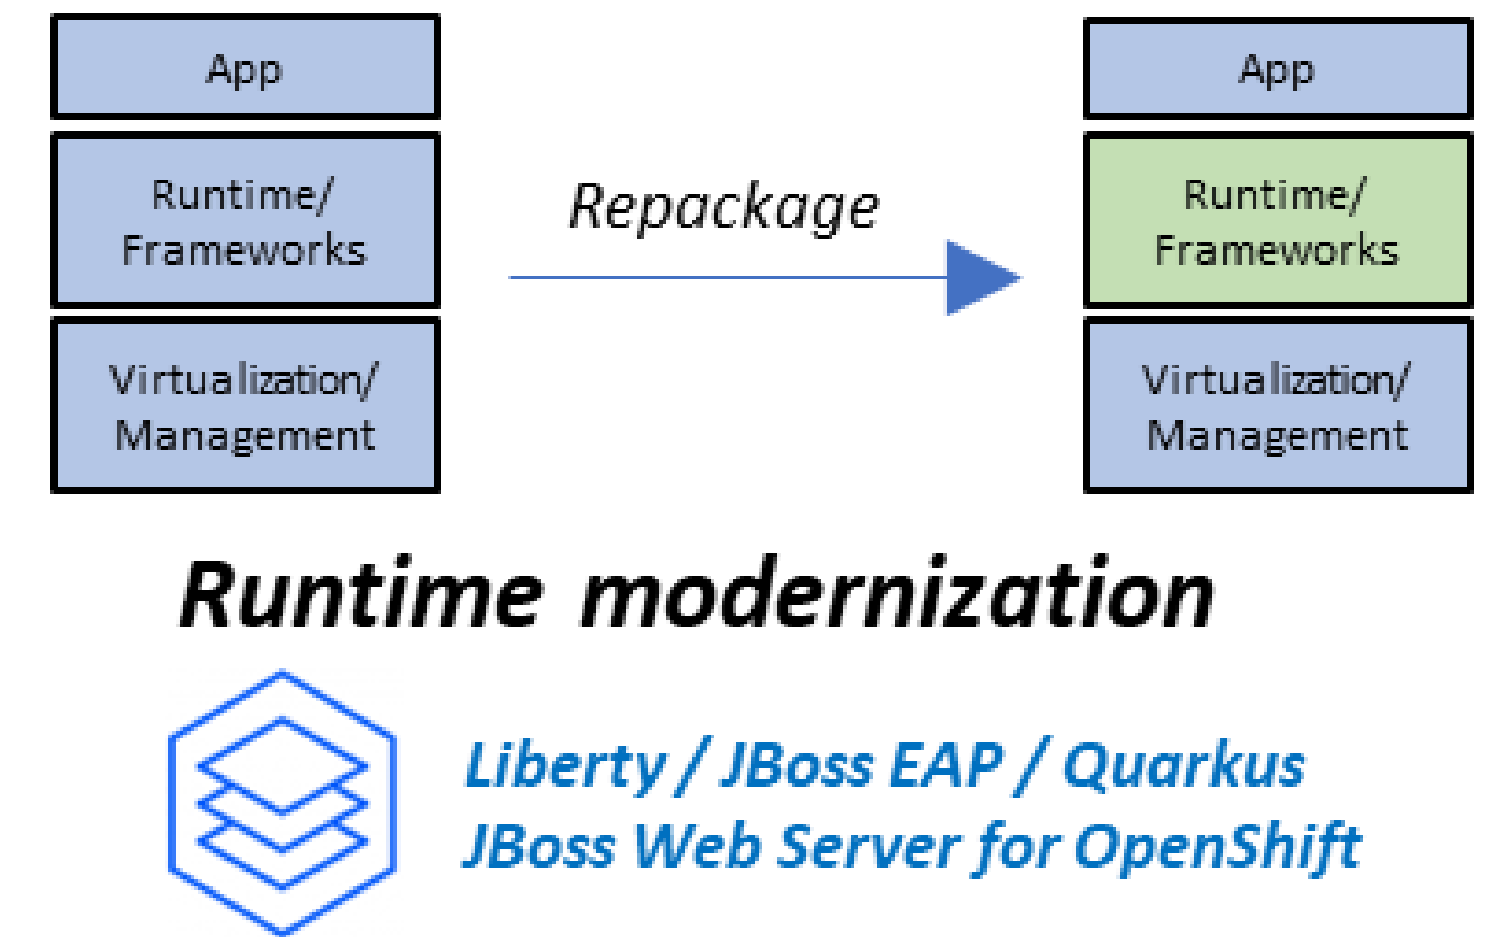 App
Runtime/
Frameworks
Virtualization/
Management
Repackage
App
Runtime/
Frameworks
Virtualization/
Management
Runtime modernization
Liberty / JBoss EAP / Quarkus
JBoss Web Server for OpenShift